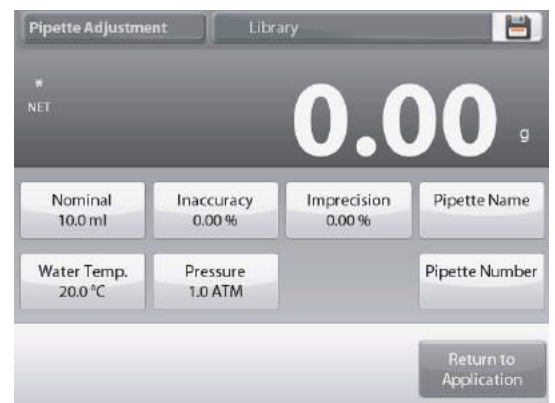 Pipette Adjustment
Library
*
NET
0.00 g
Nominal
10.0 ml
Inaccuracy
0.00 %
Imprecision
0.00 %
Pipette Name
Water Temp.
20.0 °C
Pressure
1.0 ATM
Pipette Number
Return to
Application